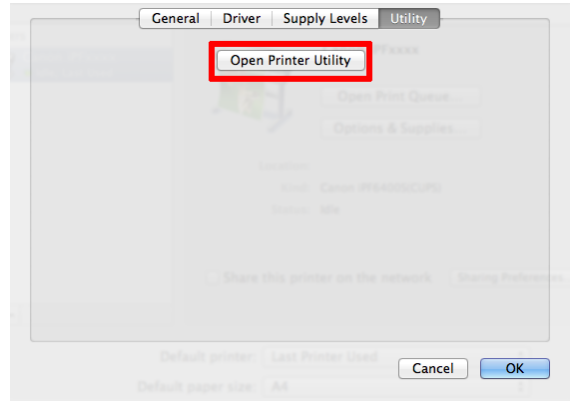 General Driver Supply Levels Utility
Open Printer Utility
Open Print Queue...
Options & Supplies...
Location:
Kind: Canon
Status: Idle
Share this printer on the network Sharing Preferences...
Default printer: Last Printer Used
Cancel OK
Default paper size: A4